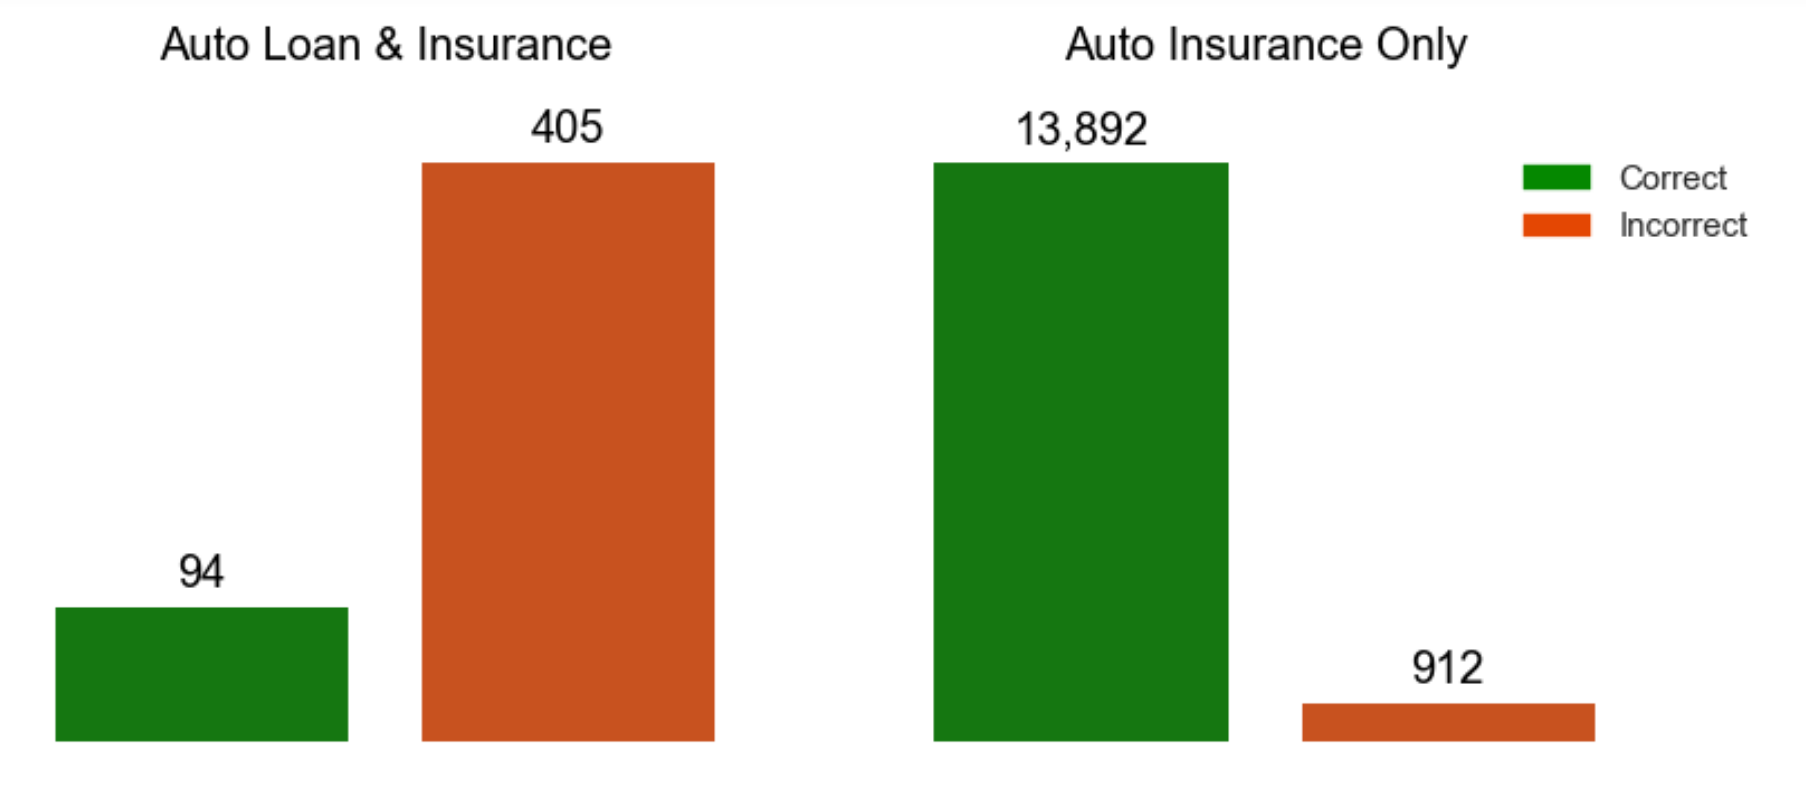 Auto Loan & Insurance
405
94
Auto Insurance Only
13,892
912
Correct
Incorrect